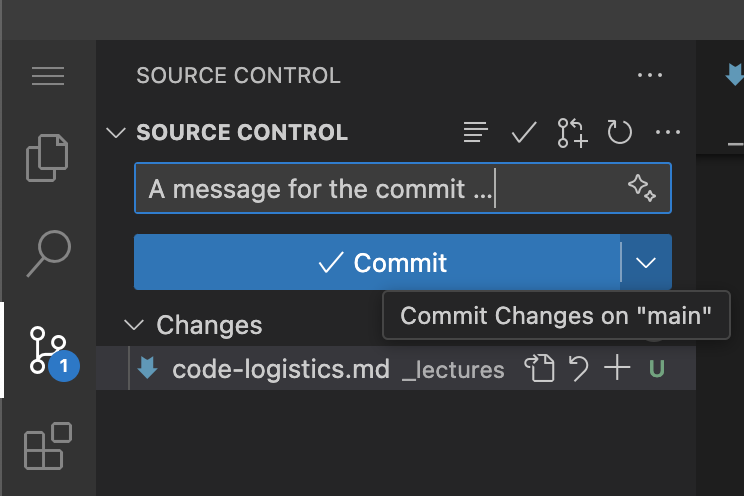 SOURCE CONTROL
SOURCE CONTROL
A message for the commit ...
Commit
Commit Changes on "main"
Changes
code-logistics.md _lectures U
1